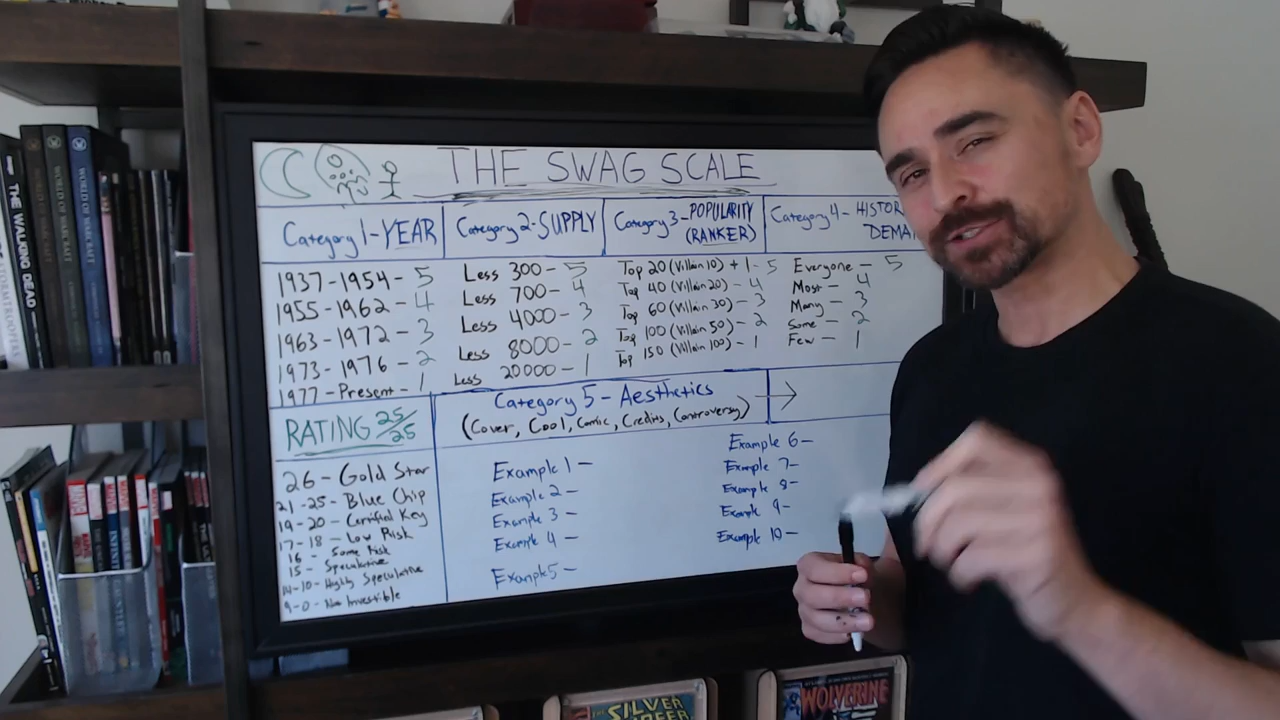 THE SWAG SCALE
Category 1-YEAR
1937-1954 - 5
1955-1962 - 4
1963-1972 - 3
1973-1976 - 2
1977-Present - 1
Category 2-SUPPLY
Less 300 - 5
Less 700 - 4
Less 4000 - 3
Less 8000 - 2
Less 20000 - 1
Category 3-POPULARITY
(RANKER)
Top 20 (Villain 10) + 1 - 5
Top 40 (Villain 20) - 4
Top 60 (Villain 30) - 3
Top 100 (Villain 50) - 2
Top 150 (Villain 100) - 1
Category 4- HISTOR
DEMA
Everyone - 5
Most - 4
Many - 3
Some - 2
Few - 1
RATING 25/25
26 - Gold Star
21-25 - Blue Chip
19-20 - Certified Key
17-18 - Low Risk
16 - Some Risk
15 - Speculative
14-10 - Highly Speculative
9-0 - Non Investible
Category 5 - Aesthetics
(Cover, Cool, Comic, Credits, Controversy)
Example 1 -
Example 2 -
Example 3 -
Example 4 -
Example 5 -
Example 6 -
Example 7 -
Example 8 -
Example 9 -
Example 10 -
THE WALKING DEAD
WORLD OF WARCRAFT
WORLD OF WARCRAFT
SILVER
WOLVERINE